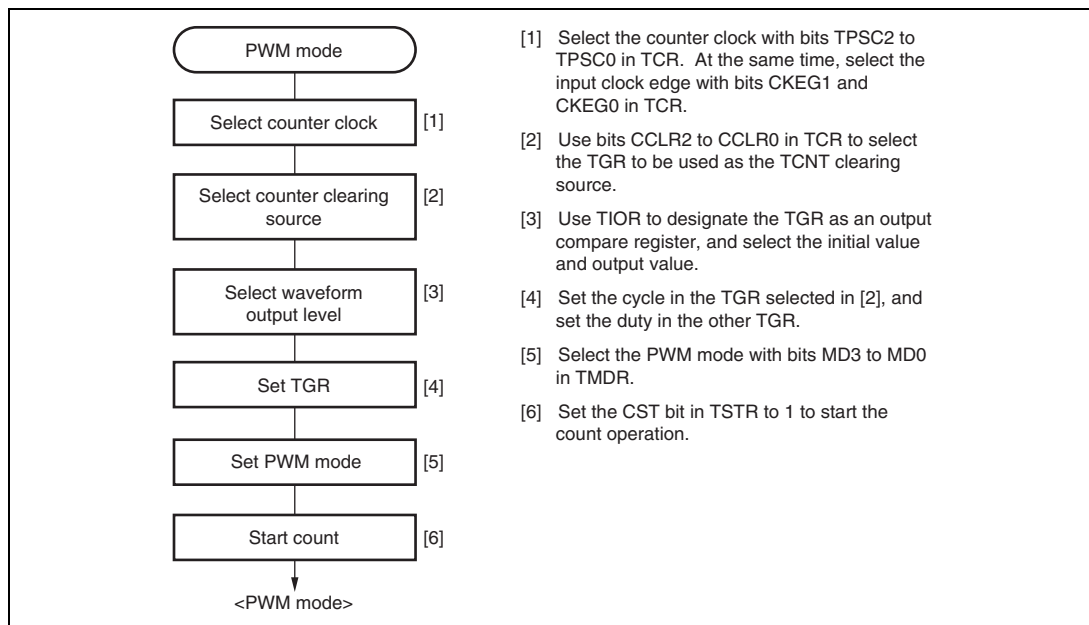 PWM mode
Select counter clock
[1]
Select counter clearing
source
[2]
Select waveform
output level
[3]
Set TGR
[4]
Set PWM mode
[5]
Start count
[6]
<PWM mode>
[1] Select the counter clock with bits TPSC2 to
TPSC0 in TCR. At the same time, select the
input clock edge with bits CKEG1 and
CKEG0 in TCR.
[2] Use bits CCLR2 to CCLR0 in TCR to select
the TGR to be used as the TCNT clearing
source.
[3] Use TIOR to designate the TGR as an output
compare register, and select the initial value
and output value.
[4] Set the cycle in the TGR selected in [2], and
set the duty in the other TGR.
[5] Select the PWM mode with bits MD3 to MD0
in TMDR.
[6] Set the CST bit in TSTR to 1 to start the
count operation.